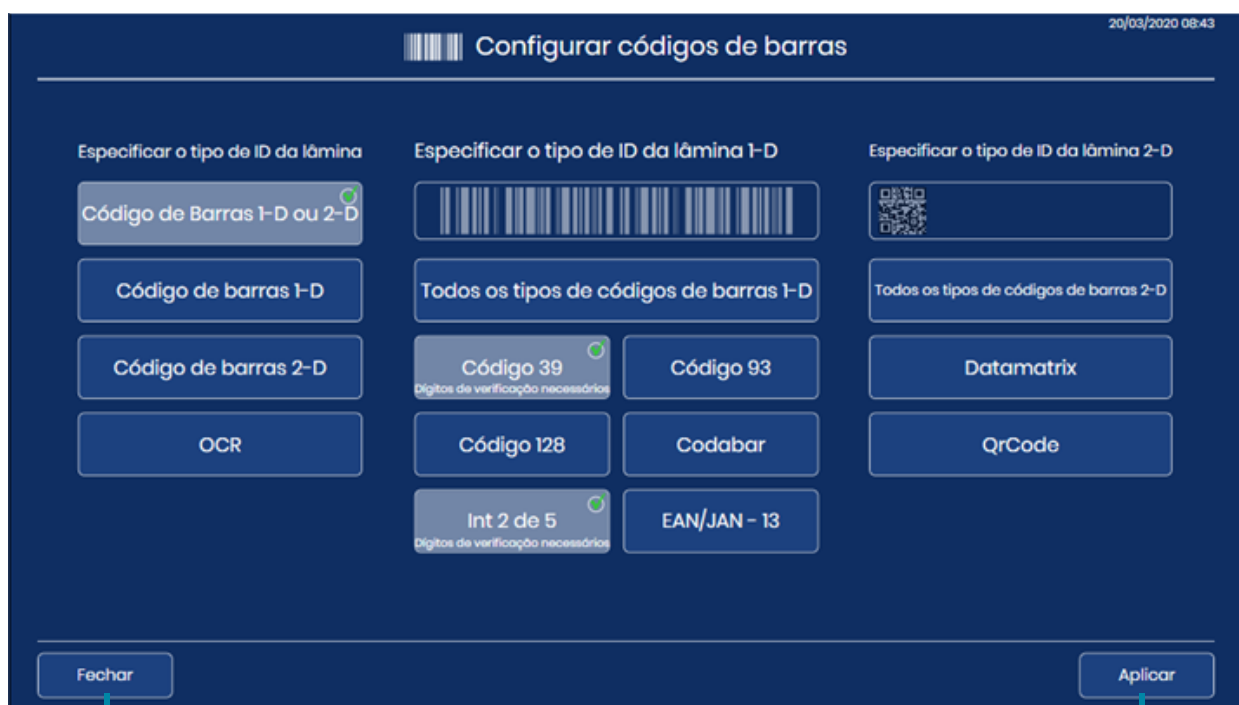 20/03/2020 08:43
Configurar códigos de barras
Especificar o tipo de ID da lâmina
Código de Barras 1-D ou 2-D
Código de barras 1-D
Código de barras 2-D
OCR
Especificar o tipo de ID da lâmina 1-D
Todos os tipos de códigos de barras 1-D
Código 39
Dígitos de verificação necessários
Código 93
Código 128
Codabar
Int 2 de 5
Dígitos de verificação necessários
EAN/JAN - 13
Especificar o tipo de ID da lâmina 2-D
Todos os tipos de códigos de barras 2-D
Datamatrix
QrCode
Fechar
Aplicar